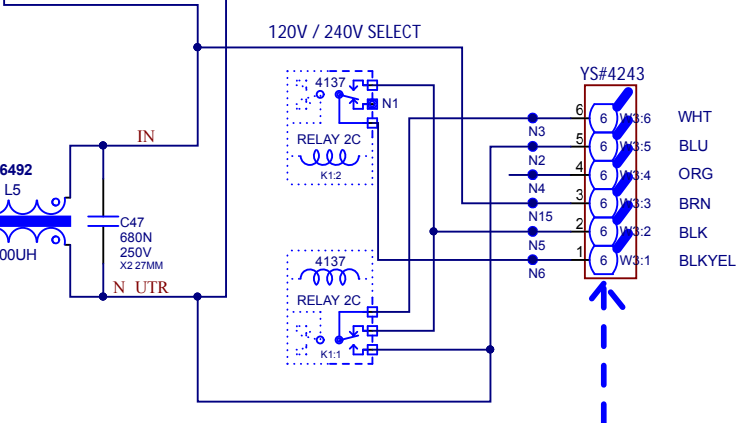 120V / 240V SELECT
YS#4243
4137
N1
RELAY 2C
K1:2
6 6 W3:6 WHT
N3
5 6 W3:5 BLU
N2
4 6 W3:4 ORG
N4
3 6 W3:3 BRN
N15
2 6 W3:2 BLK
N5
1 6 W3:1 BLKYEL
N6
IN
6492
L5
00UH
C47
680N
250V
X2 27MM
N UTR
4137
RELAY 2C
K1:1